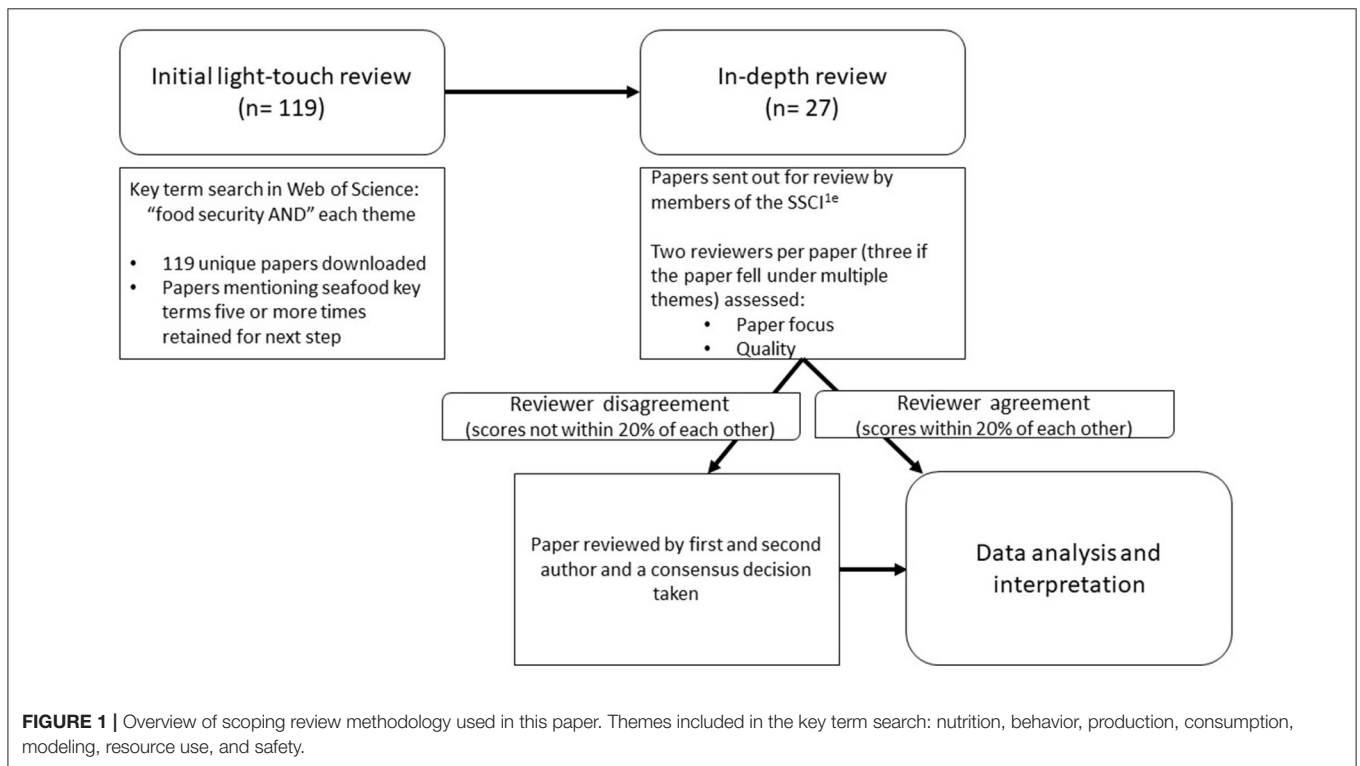 Initial light-touch review
(n= 119)
In-depth review
(n= 27)
Key term search in Web of Science:
"food security AND" each theme
• 119 unique papers downloaded
• Papers mentioning seafood key
terms five or more times
retained for next step
Papers sent out for review by
members of the SSCI¹ᵉ
Two reviewers per paper (three if
the paper fell under multiple
themes) assessed:
• Paper focus
• Quality
Reviewer disagreement
(scores not within 20% of each other)
Reviewer agreement
(scores within 20% of each other)
Paper reviewed by first and second
author and a consensus decision
taken
Data analysis and
interpretation
FIGURE 1 | Overview of scoping review methodology used in this paper. Themes included in the key term search: nutrition, behavior, production, consumption,
modeling, resource use, and safety.